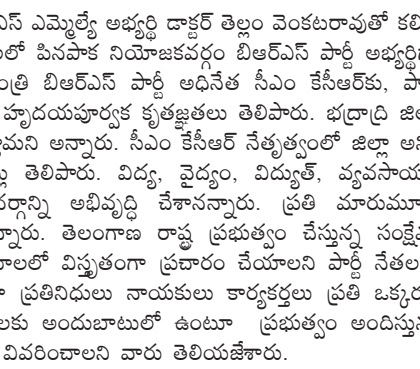 ఎస్ ఎమ్మెల్యే అభ్యర్థి డాక్టర్ తెల్లం వెంకటరావుతో కలి
లో పినపాక నియోజకవర్గం బిఆర్ఎస్ పార్టీ అభ్యర్థి
ంత్రి బిఆర్ఎస్ పార్టీ అధినేత సీఎం కేసీఆర్‌కు, పా
హృదయపూర్వక కృతజ్ఞతలు తెలిపారు. భద్రాద్రి జి
మని అన్నారు. సీఎం కేసీఆర్ నేతృత్వంలో జిల్లా అ
తెలిపారు. విద్య, వైద్యం, విద్యుత్, వ్యవసాయ
వర్గాన్ని అభివృద్ధి చేశానన్నారు. ప్రతి మారుమూ
న్నారు. తెలంగాణ రాష్ట్ర ప్రభుత్వం చేస్తున్న సంక్షే
లలో విస్తృతంగా ప్రచారం చేయాలని పార్టీ నేతల
ప్రతినిధులు నాయకులు కార్యకర్తలు ప్రతి ఒక్కర
లకు అందుబాటులో ఉంటూ ప్రభుత్వం అందిస్తు
వివరించాలని వారు తెలియజేశారు.